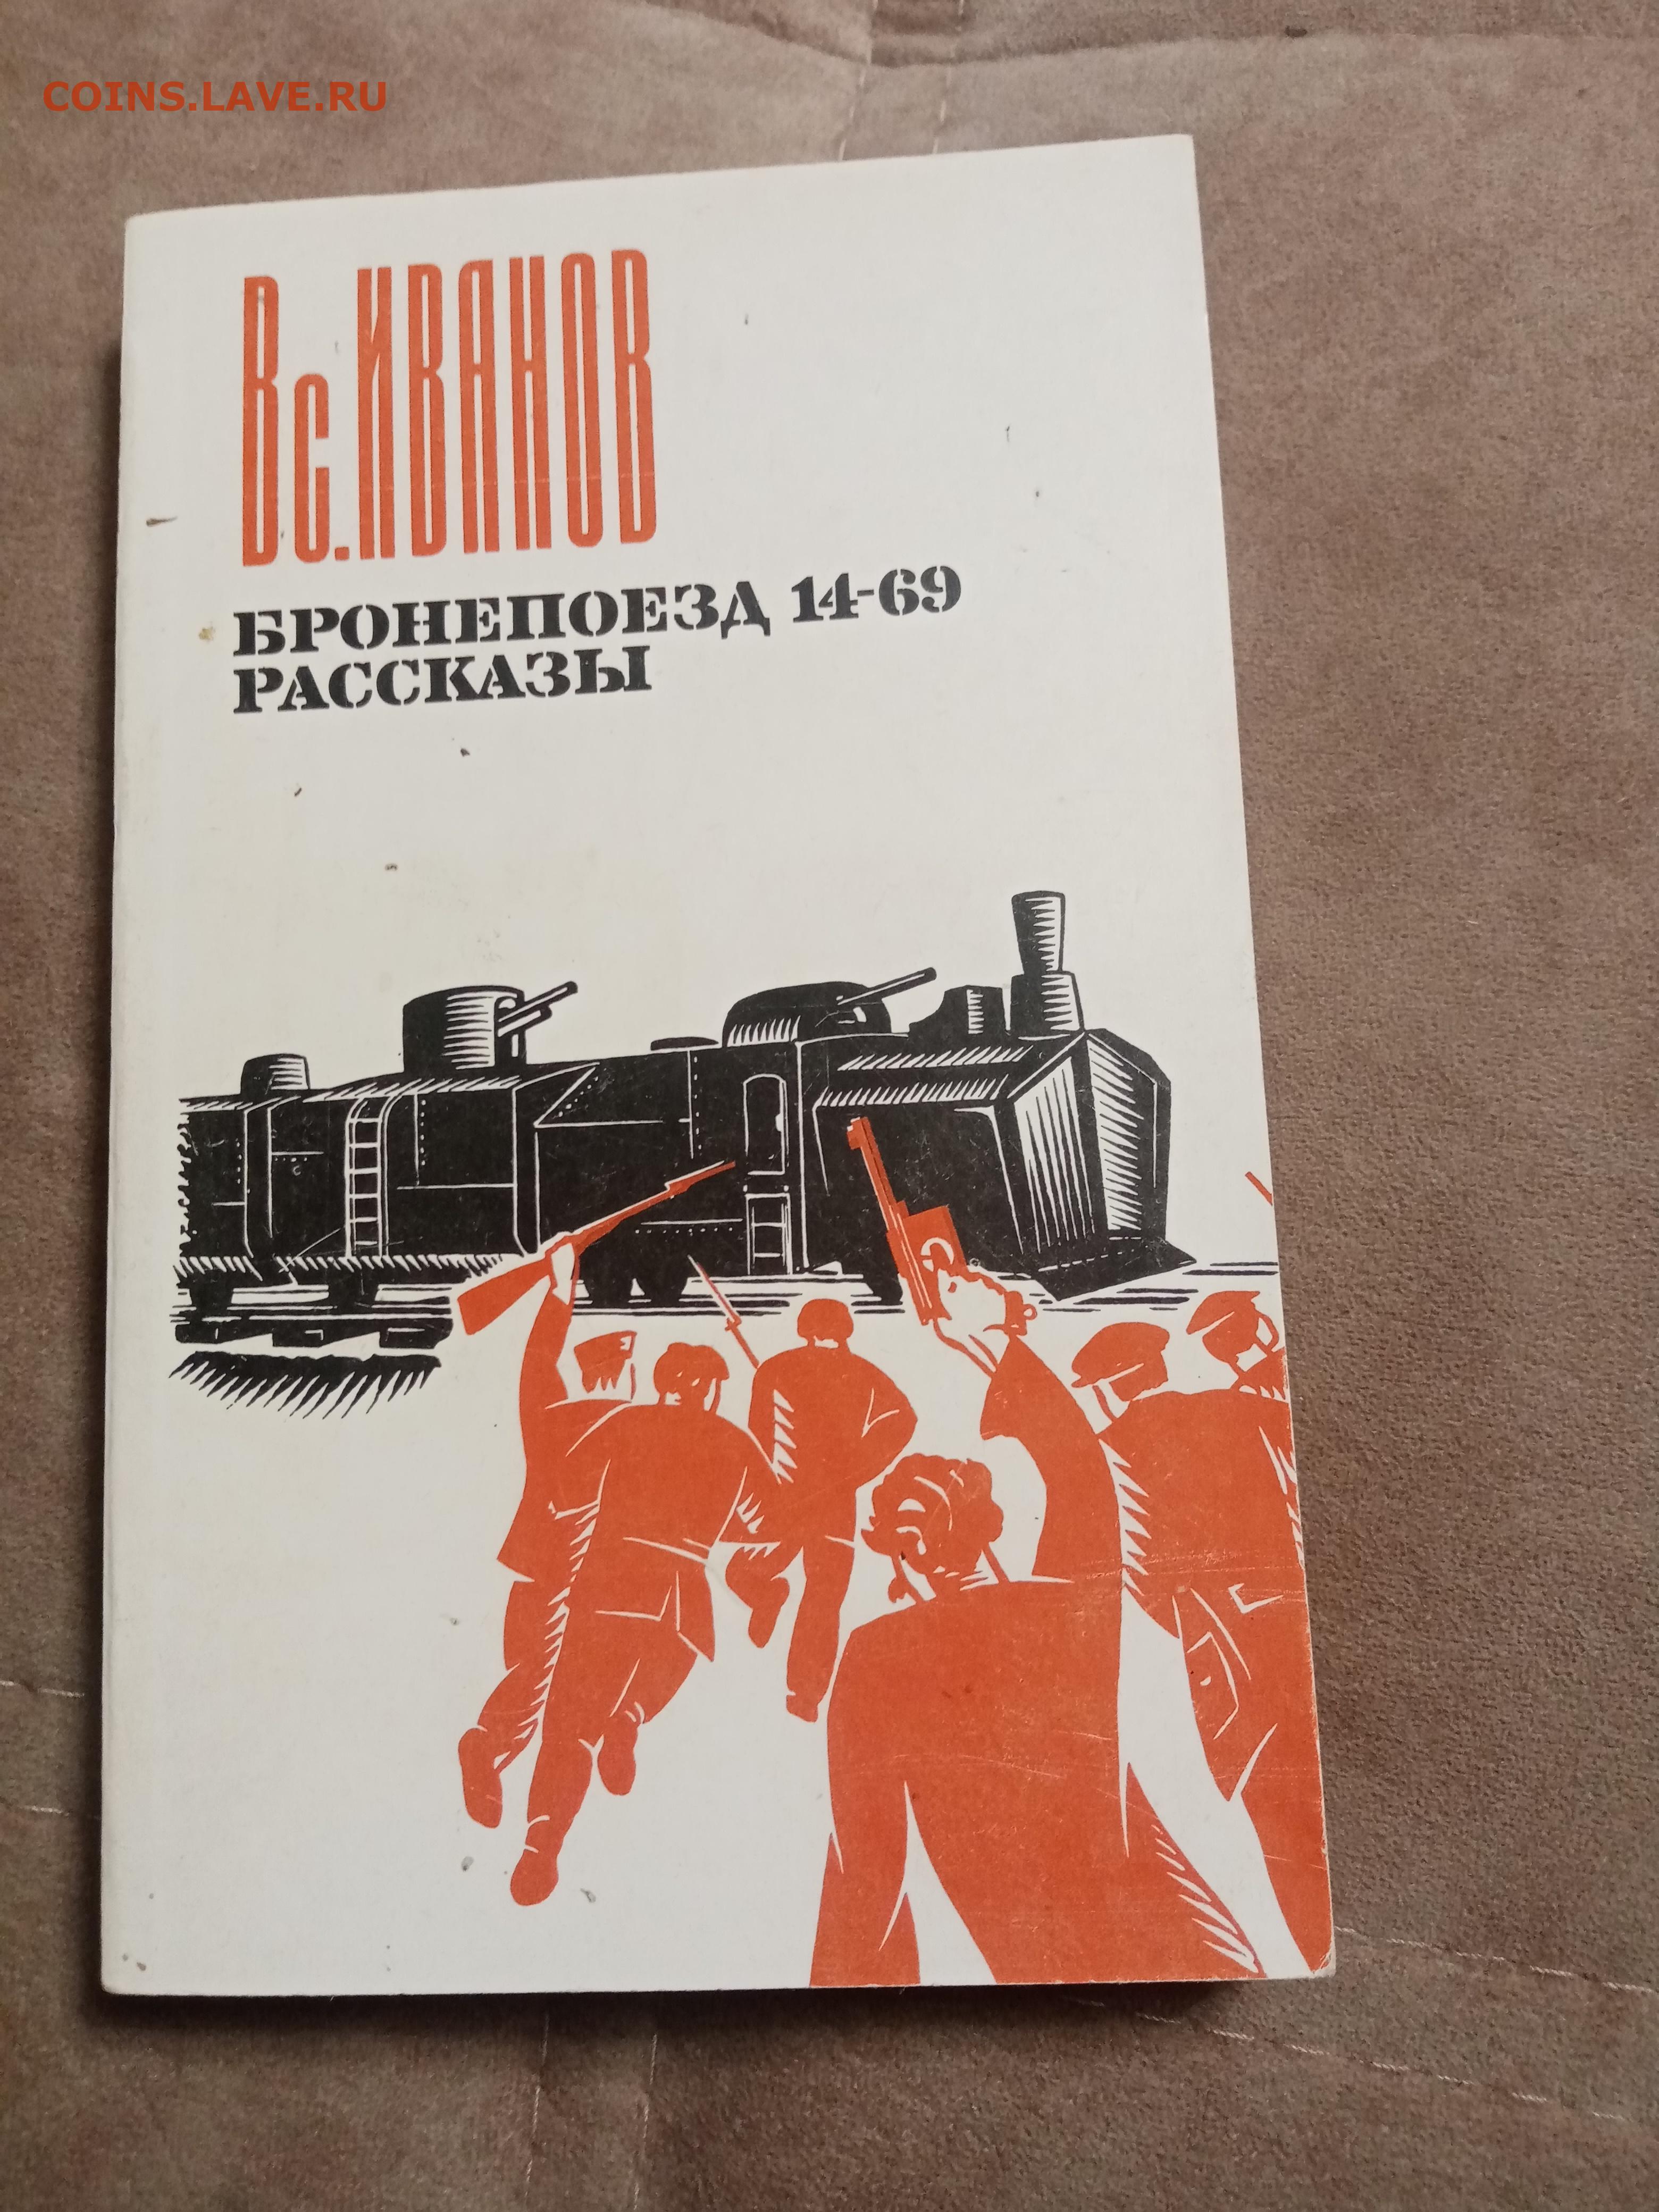 COINS.LAVE.RU
Вс.ИВАНОВ
БРОНЕПОЕЗД 14-69
РАССКАЗЫ